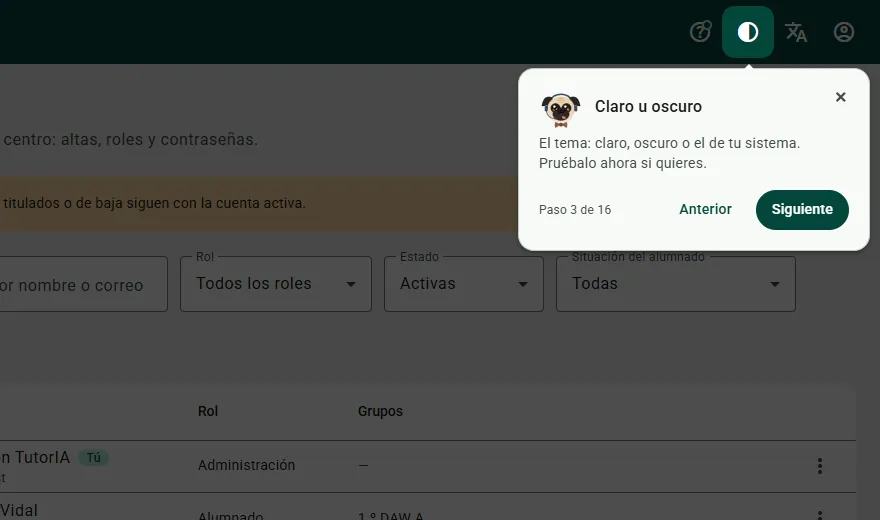 Claro u oscuro
El tema: claro, oscuro o el de tu sistema.
Pruébalo ahora si quieres.
Paso 3 de 16
Anterior
Siguiente
centro: altas, roles y contraseñas.
titulados o de baja siguen con la cuenta activa.
or nombre o correo
Rol
Todos los roles
Estado
Activas
Situación del alumnado
Todas
Rol Grupos
n TutorIA Tú
Administración —
Vidal
Alumnado 1.º DAW A